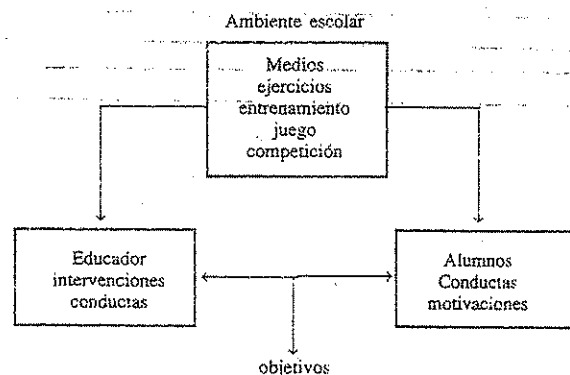 Ambiente escolar
Medios
ejercicios
entrenamiento
juego
competición
Educador
intervenciones
conductas
Alumnos
Conductas
motivaciones
objetivos